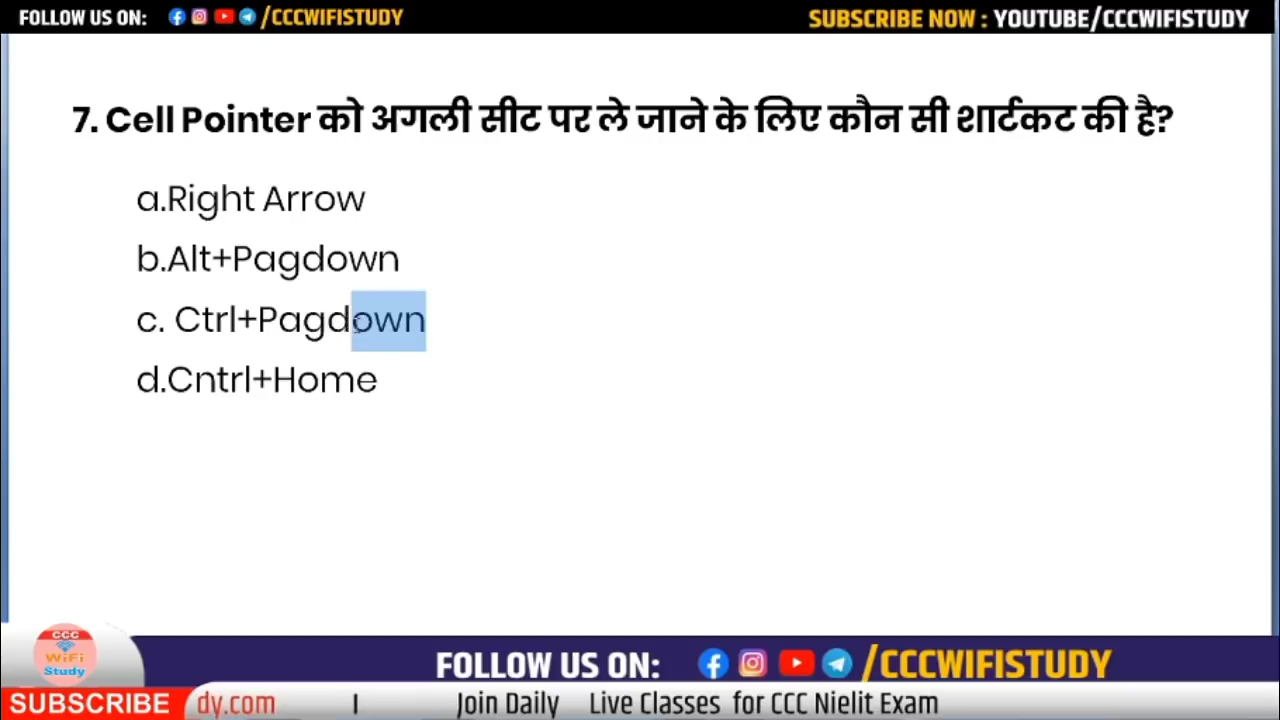 FOLLOW US ON: /CCCWIFISTUDY SUBSCRIBE NOW : YOUTUBE/CCCWIFISTUDY
7. Cell Pointer को अगली सीट पर ले जाने के लिए कौन सी शार्टकट की है?
a.Right Arrow
b.Alt+Pagdown
c. Ctrl+Pagdown
d.Cntrl+Home
CCC
WiFi
Study
FOLLOW US ON: /CCCWIFISTUDY
SUBSCRIBE dy.com I Join Daily Live Classes for CCC Nielit Exam